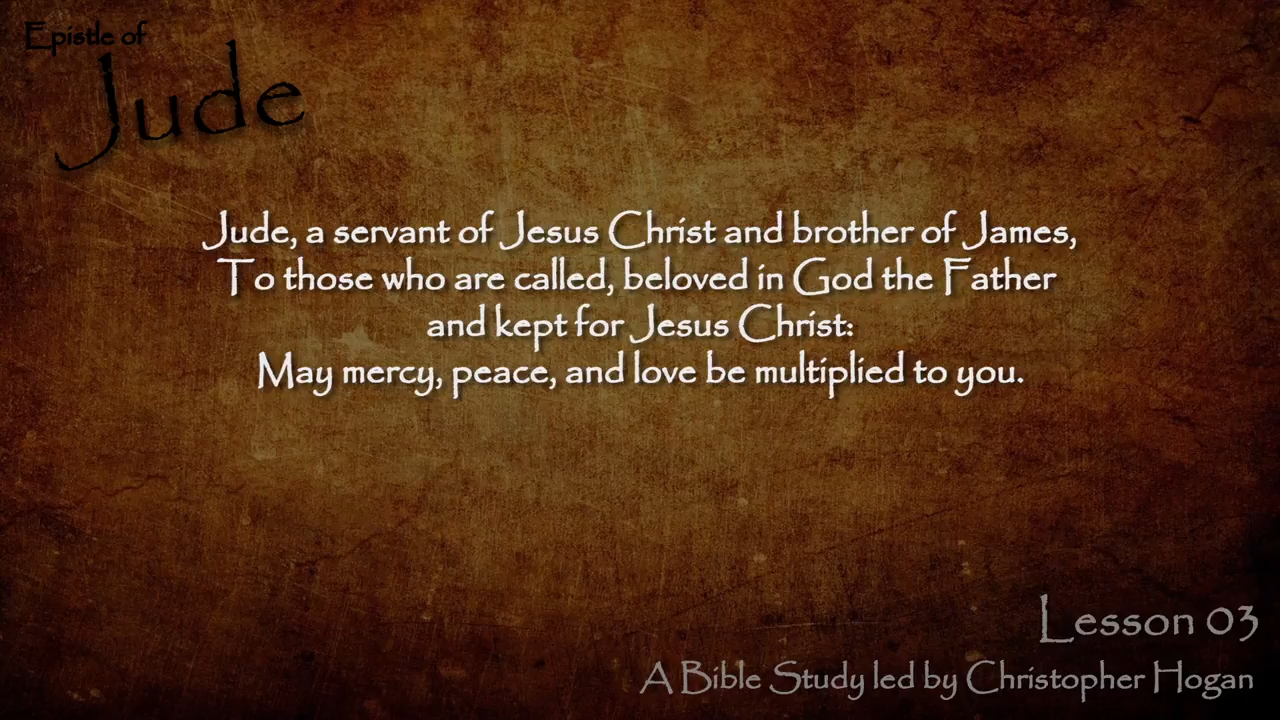 Epistle of
Jude
Jude, a servant of Jesus Christ and brother of James,
To those who are called, beloved in God the Father
and kept for Jesus Christ:
May mercy, peace, and love be multiplied to you.
Lesson 03
A Bible Study led by Christopher Hogan